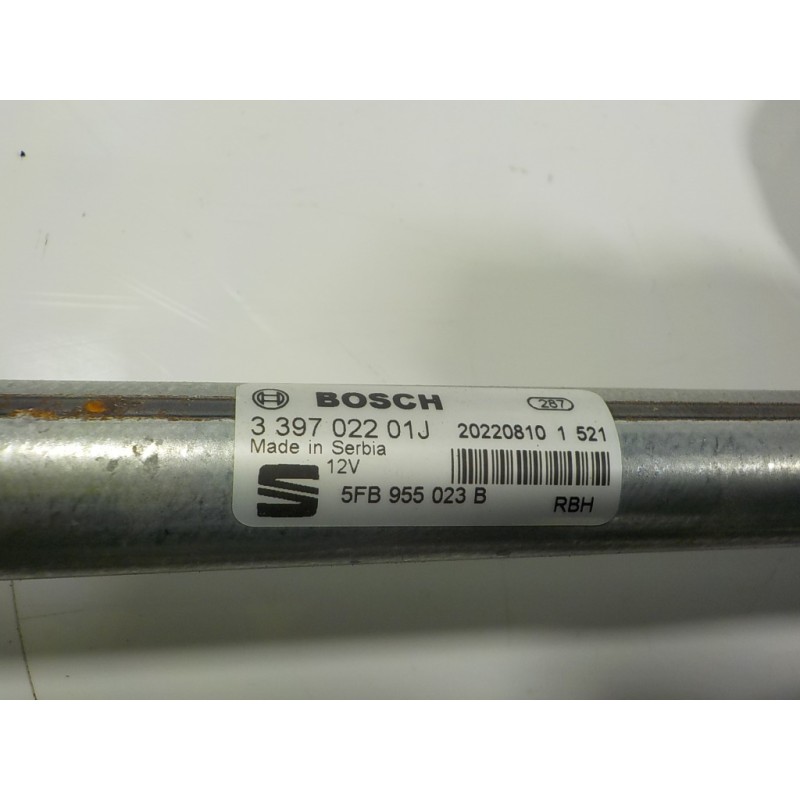 BOSCH 287
3 397 022 01J 20220810 1 521
Made in Serbia
12V
5FB 955 023 B RBH